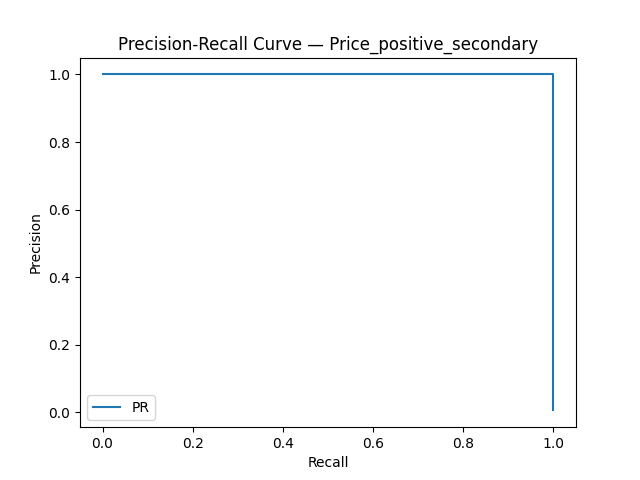 Precision-Recall Curve — Price_positive_secondary
1.0
0.8
0.6
0.4
0.2
0.0
Precision
PR
0.0 0.2 0.4 0.6 0.8 1.0
Recall